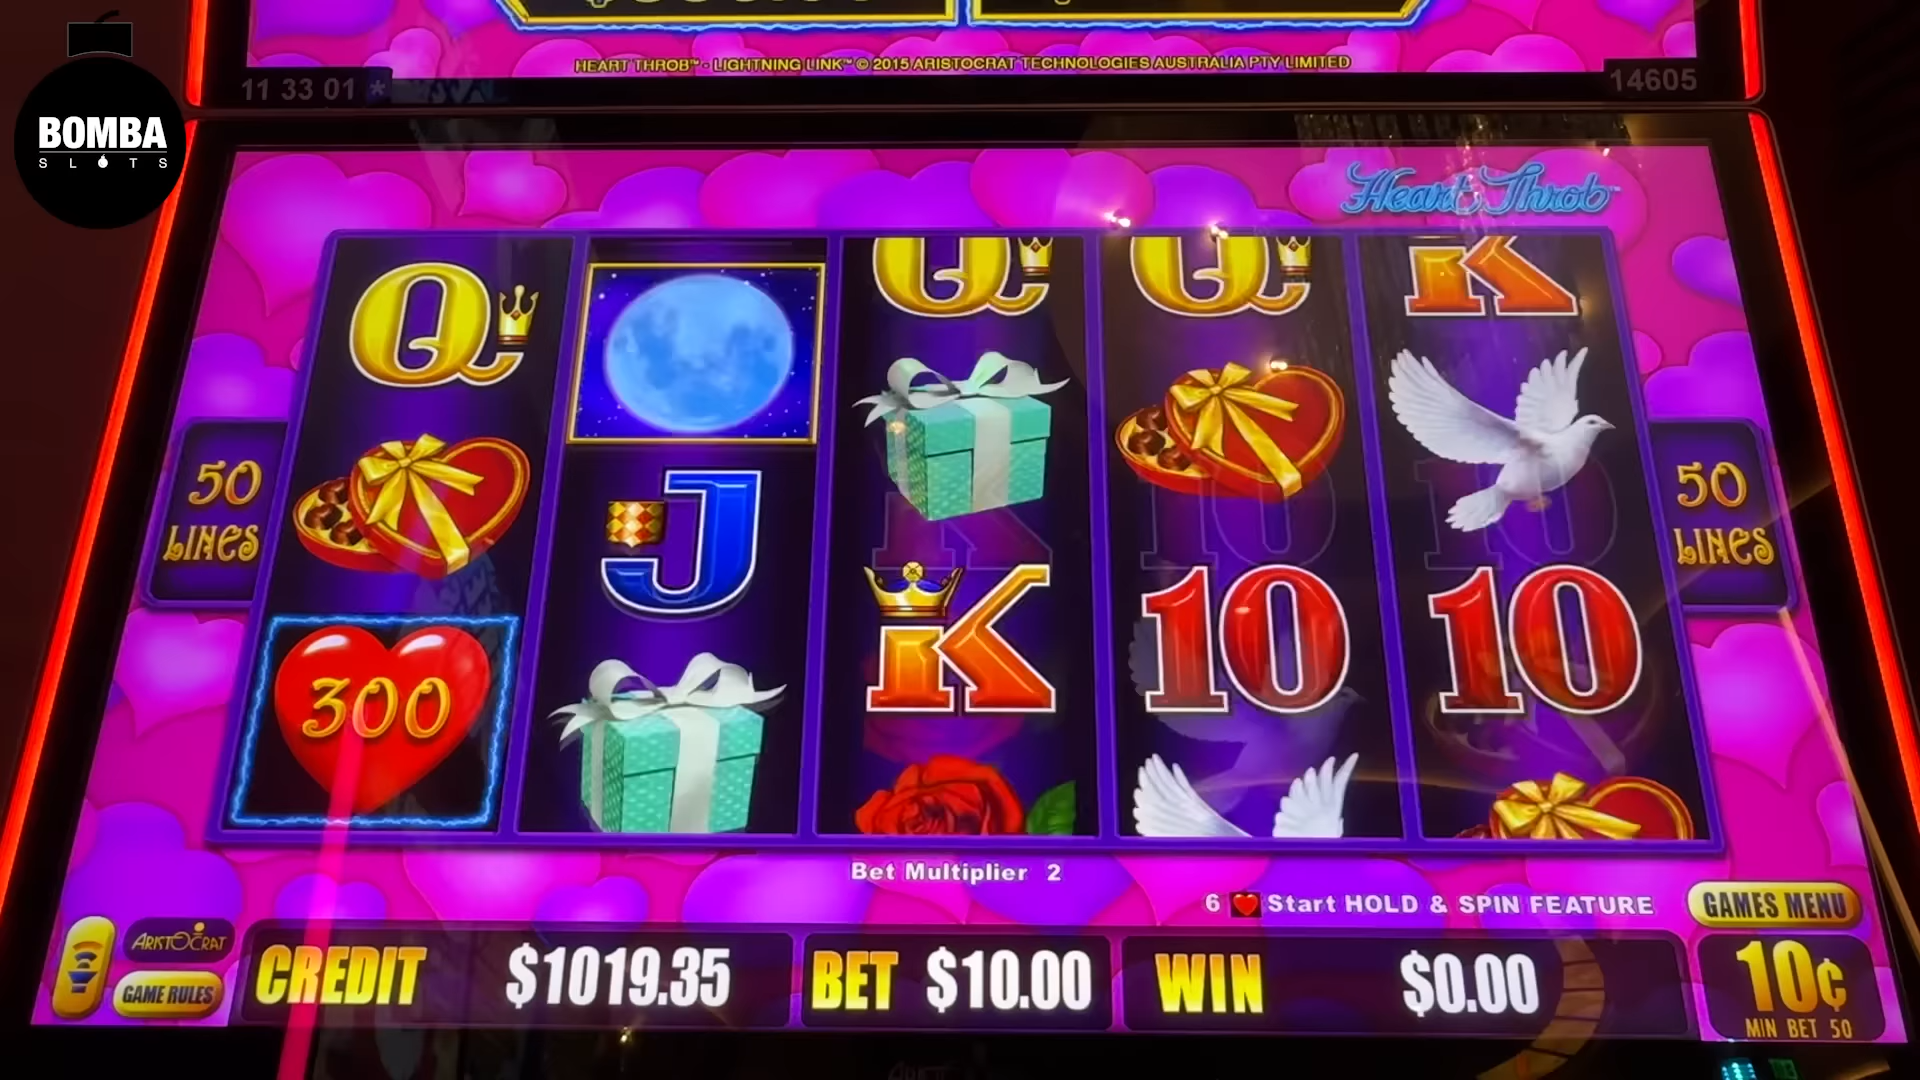 HEART THROB™ - LIGHTNING LINK™ © 2015 ARISTOCRAT TECHNOLOGIES AUSTRALIA PTY LIMITED
11 33 01 *
14605
BOMBA
SLOTS
Heart Throb™
Q
Q
Q
K
50
LINES
J
50
LINES
300
K
10
10
Bet Multiplier 2
6 ❤ Start HOLD & SPIN FEATURE
GAMES MENU
ARISTOCRAT
GAME RULES
CREDIT $1019.35
BET $10.00
WIN $0.00
10¢
MIN BET 50